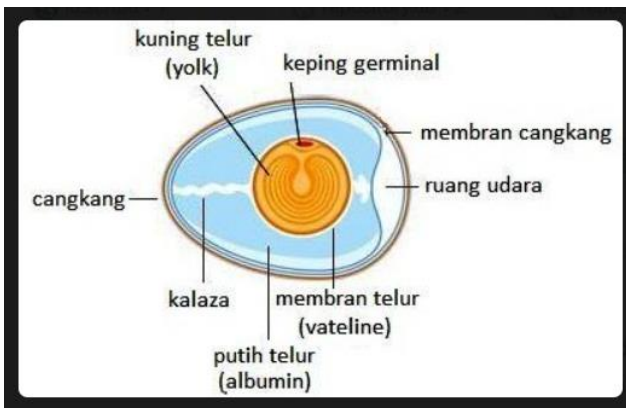 kuning telur
(yolk)
keping germinal
membran cangkang
ruang udara
cangkang
kalaza
membran telur
(vateline)
putih telur
(albumin)